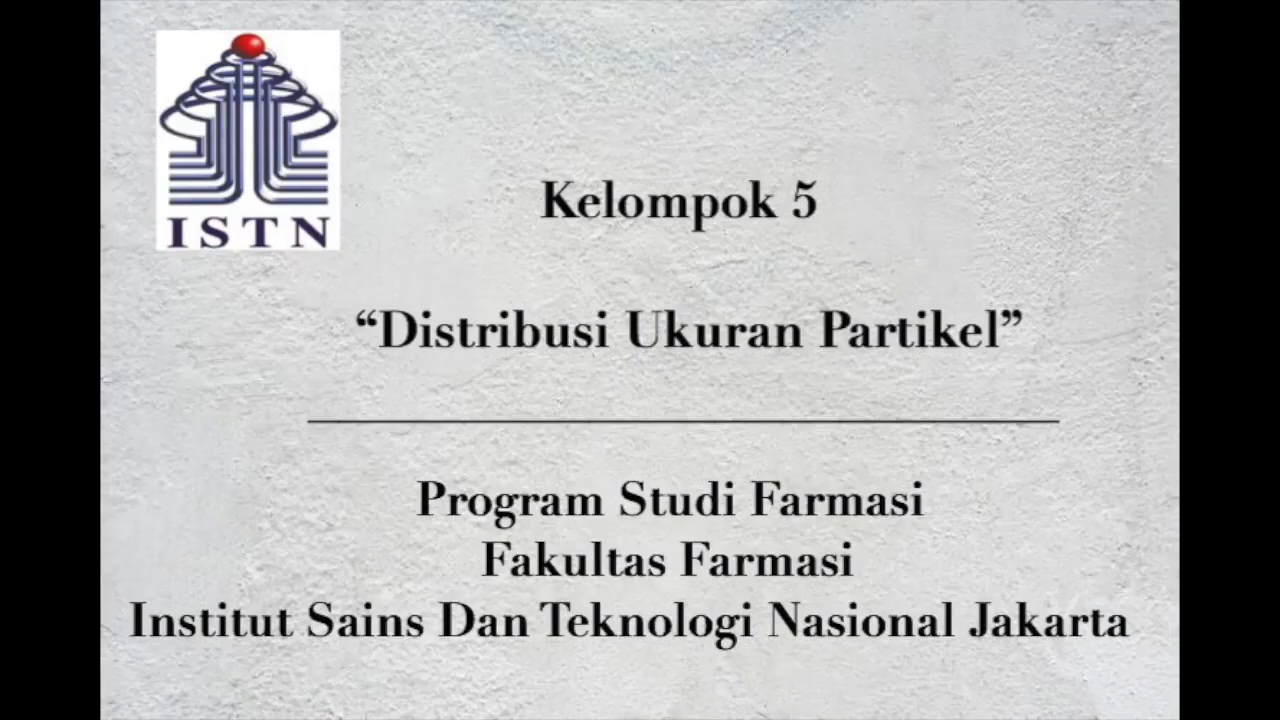 ISTN
Kelompok 5
“Distribusi Ukuran Partikel”
Program Studi Farmasi
Fakultas Farmasi
Institut Sains Dan Teknologi Nasional Jakarta